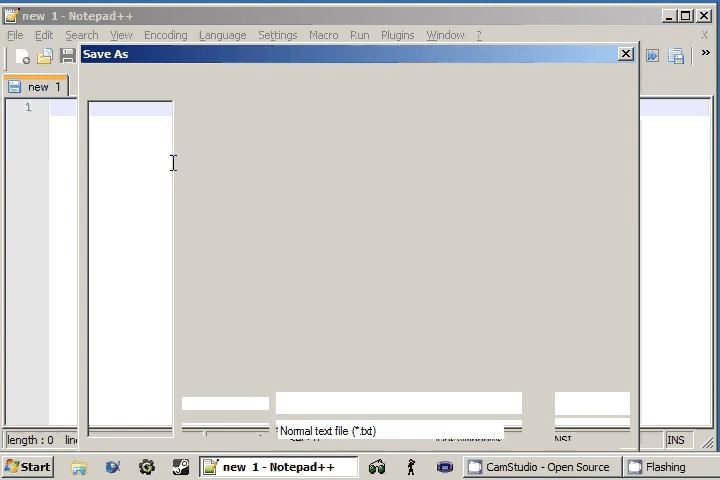 new 1 - Notepad++
File Edit Search View Encoding Language Settings Macro Run Plugins Window ? X
Save As
»
new 1
1
Normal text file (*.txt)
length : 0
INS
Start
new 1 - Notepad++
CamStudio - Open Source
Flashing